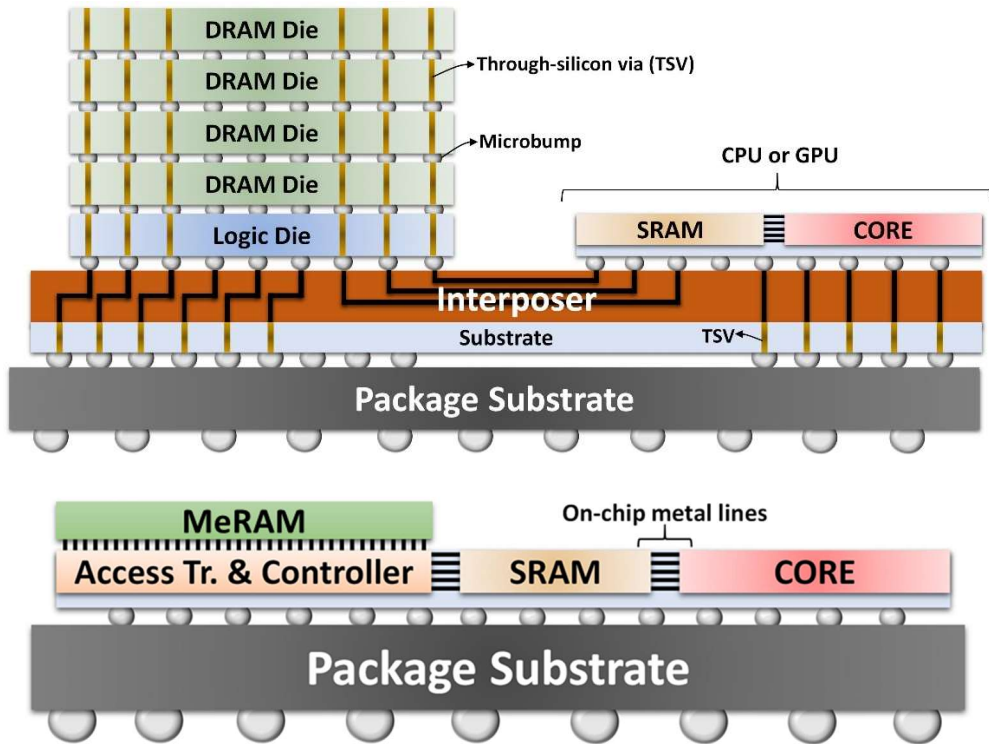 DRAM Die
DRAM Die
Through-silicon via (TSV)
DRAM Die
Microbump
DRAM Die
CPU or GPU
Logic Die
SRAM
CORE
Interposer
Substrate
TSV
Package Substrate
MeRAM
On-chip metal lines
Access Tr. & Controller
SRAM
CORE
Package Substrate